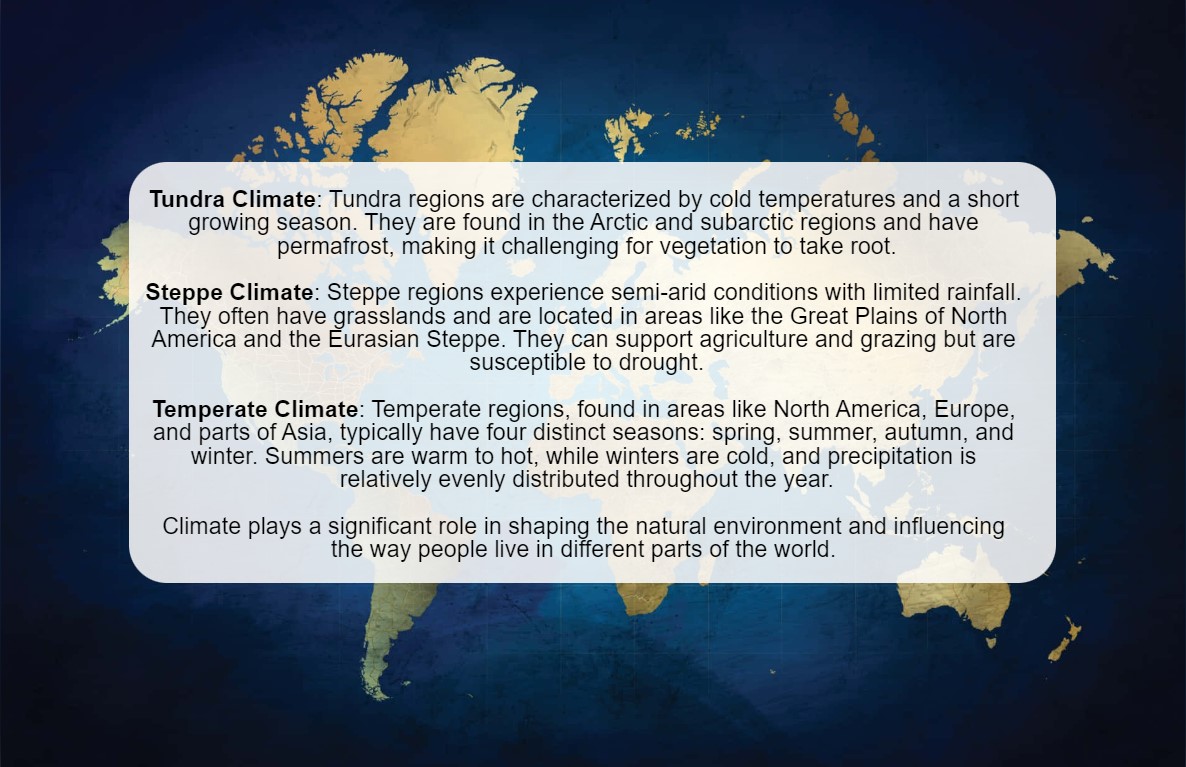 Tundra Climate: Tundra regions are characterized by cold temperatures and a short
growing season. They are found in the Arctic and subarctic regions and have
permafrost, making it challenging for vegetation to take root.
Steppe Climate: Steppe regions experience semi-arid conditions with limited rainfall.
They often have grasslands and are located in areas like the Great Plains of North
America and the Eurasian Steppe. They can support agriculture and grazing but are
susceptible to drought.
Temperate Climate: Temperate regions, found in areas like North America, Europe,
and parts of Asia, typically have four distinct seasons: spring, summer, autumn, and
winter. Summers are warm to hot, while winters are cold, and precipitation is
relatively evenly distributed throughout the year.
Climate plays a significant role in shaping the natural environment and influencing
the way people live in different parts of the world.